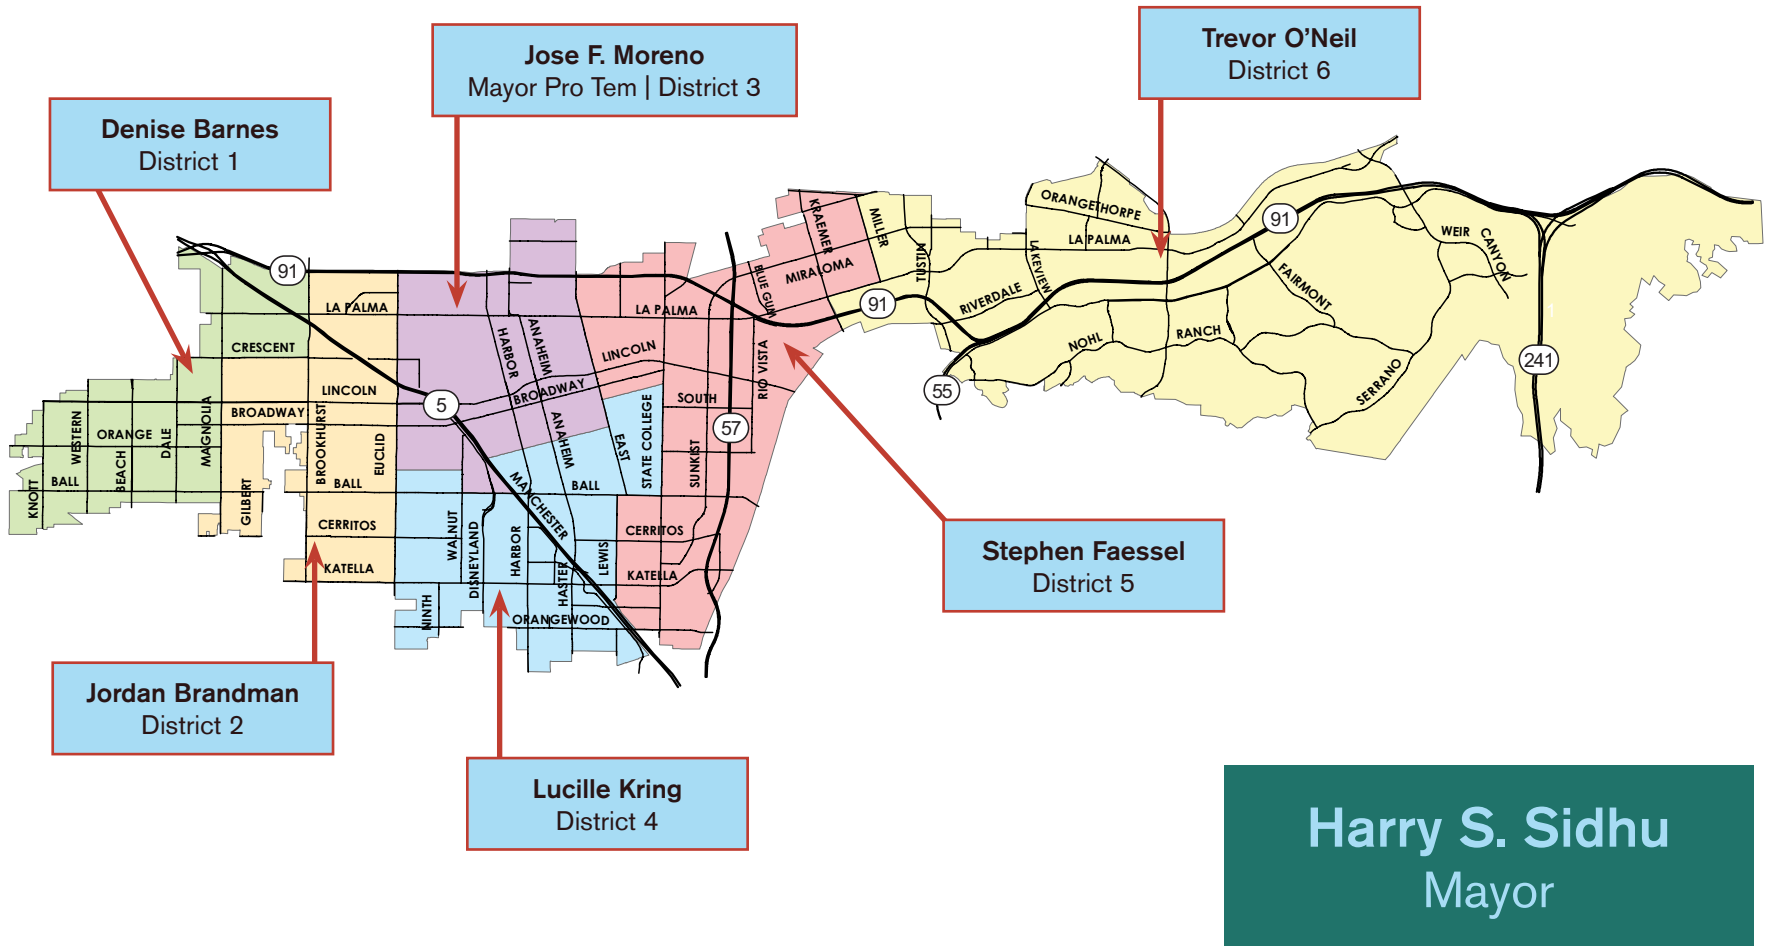 Jose F. Moreno
Mayor Pro Tem | District 3
Trevor O'Neil
District 6
Denise Barnes
District 1
91
ORANGETHORPE
LA PALMA
LAKEVIEW
91
WEIR CANYON
KRAEMER
MILLER
TUSTIN
MIRALOMA
BLUE GUM
FAIRMONT
RIVERDALE
91
NOHL RANCH
SERRANO
241
55
LA PALMA
HARBOR
ANAHEIM
LA PALMA
LINCOLN
RIO VISTA
CRESCENT
LINCOLN
BROADWAY
5
BROADWAY
SOUTH
57
WESTERN
ORANGE
BEACH
DALE
MAGNOLIA
BROOKHURST
EUCLID
ANAHEIM
EAST
STATE COLLEGE
SUNKIST
KNOTT
BALL
GILBERT
BALL
MANCHESTER
BALL
CERRITOS
WALNUT
DISNEYLAND
HARBOR
HASTER
LEWIS
CERRITOS
KATELLA
KATELLA
NINTH
ORANGEWOOD
Stephen Faessel
District 5
Jordan Brandman
District 2
Lucille Kring
District 4
Harry S. Sidhu
Mayor